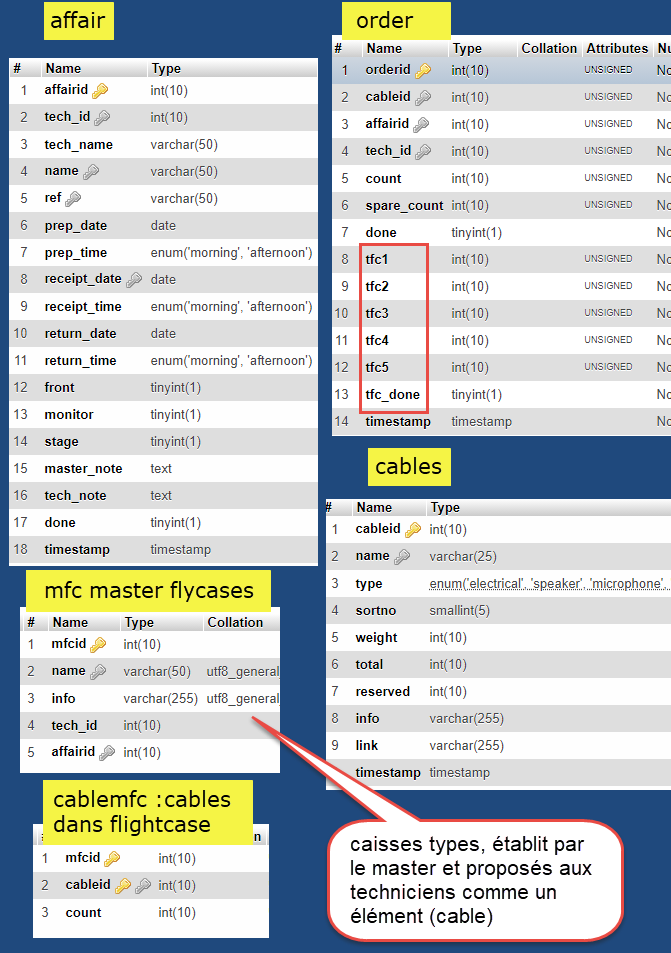 affair
# Name Type
1 affairid int(10)
2 tech_id int(10)
3 tech_name varchar(50)
4 name varchar(50)
5 ref varchar(50)
6 prep_date date
7 prep_time enum('morning', 'afternoon')
8 receipt_date date
9 receipt_time enum('morning', 'afternoon')
10 return_date date
11 return_time enum('morning', 'afternoon')
12 front tinyint(1)
13 monitor tinyint(1)
14 stage tinyint(1)
15 master_note text
16 tech_note text
17 done tinyint(1)
18 timestamp timestamp
order
# Name Type Collation Attributes Nu
1 orderid int(10) UNSIGNED No
2 cableid int(10) UNSIGNED No
3 affairid int(10) UNSIGNED No
4 tech_id int(10) UNSIGNED No
5 count int(10) UNSIGNED No
6 spare_count int(10) UNSIGNED No
7 done tinyint(1) No
8 tfc1 int(10) UNSIGNED No
9 tfc2 int(10) UNSIGNED No
10 tfc3 int(10) UNSIGNED No
11 tfc4 int(10) UNSIGNED No
12 tfc5 int(10) UNSIGNED No
13 tfc_done tinyint(1) No
14 timestamp timestamp No
cables
# Name Type
1 cableid int(10)
2 name varchar(25)
3 type enum('electrical', 'speaker', 'microphone',
4 sortno smallint(5)
5 weight int(10)
6 total int(10)
7 reserved int(10)
8 info varchar(255)
9 link varchar(255)
timestamp timestamp
mfc master flycases
# Name Type Collation
1 mfcid int(10)
2 name varchar(50) utf8_general
3 info varchar(255) utf8_general
4 tech_id int(10)
5 affairid int(10)
cablemfc :cables
dans flightcase
1 mfcid int(10)
2 cableid int(10)
3 count int(10)
caisses types, établit par
le master et proposés aux
techniciens comme un
élément (cable)